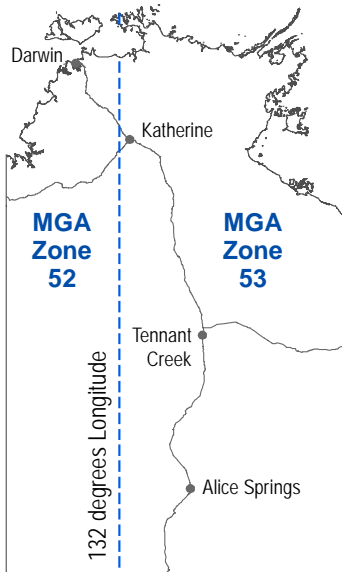 Darwin
Katherine
MGA
Zone
52
MGA
Zone
53
Tennant
Creek
132 degrees Longitude
Alice Springs